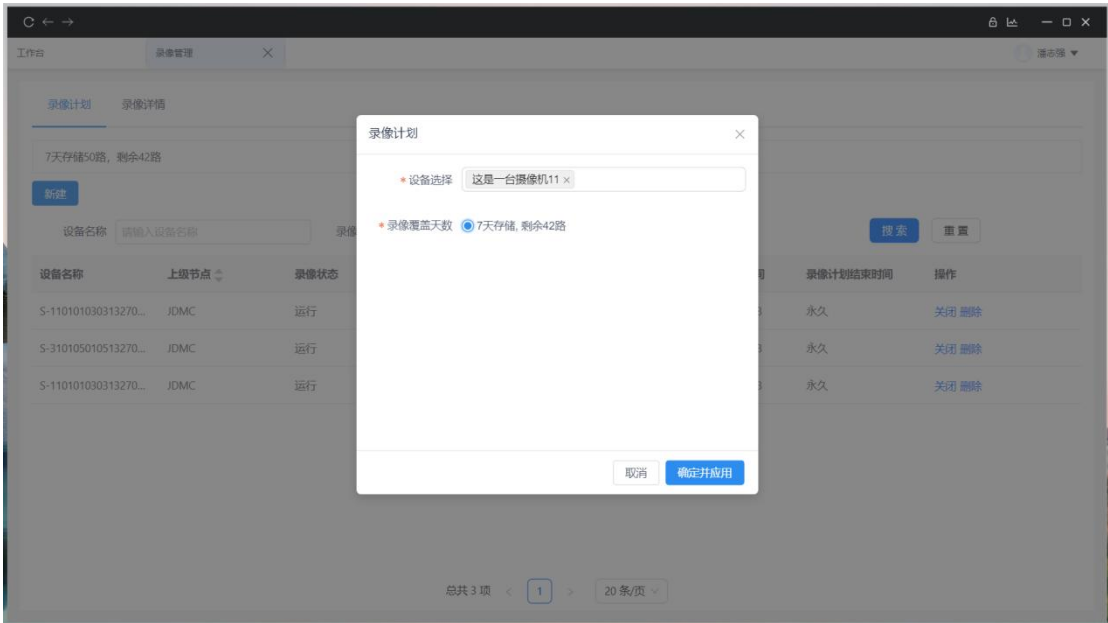 工作台 录像管理 潘志强
录像计划 录像详情
7天存储50路, 剩余42路
新建
设备名称 请输入设备名称 录像 搜索 重置
设备名称 上级节点 录像状态 间 录像计划结束时间 操作
S-110101030313270... JDMC 运行 3 永久 关闭 删除
S-310105010513270... JDMC 运行 3 永久 关闭 删除
S-110101030313270... JDMC 运行 3 永久 关闭 删除
总共 3 项 1 20 条/页
录像计划
*设备选择 这是一台摄像机11 ×
*录像覆盖天数 7天存储, 剩余42路
取消 确定并应用